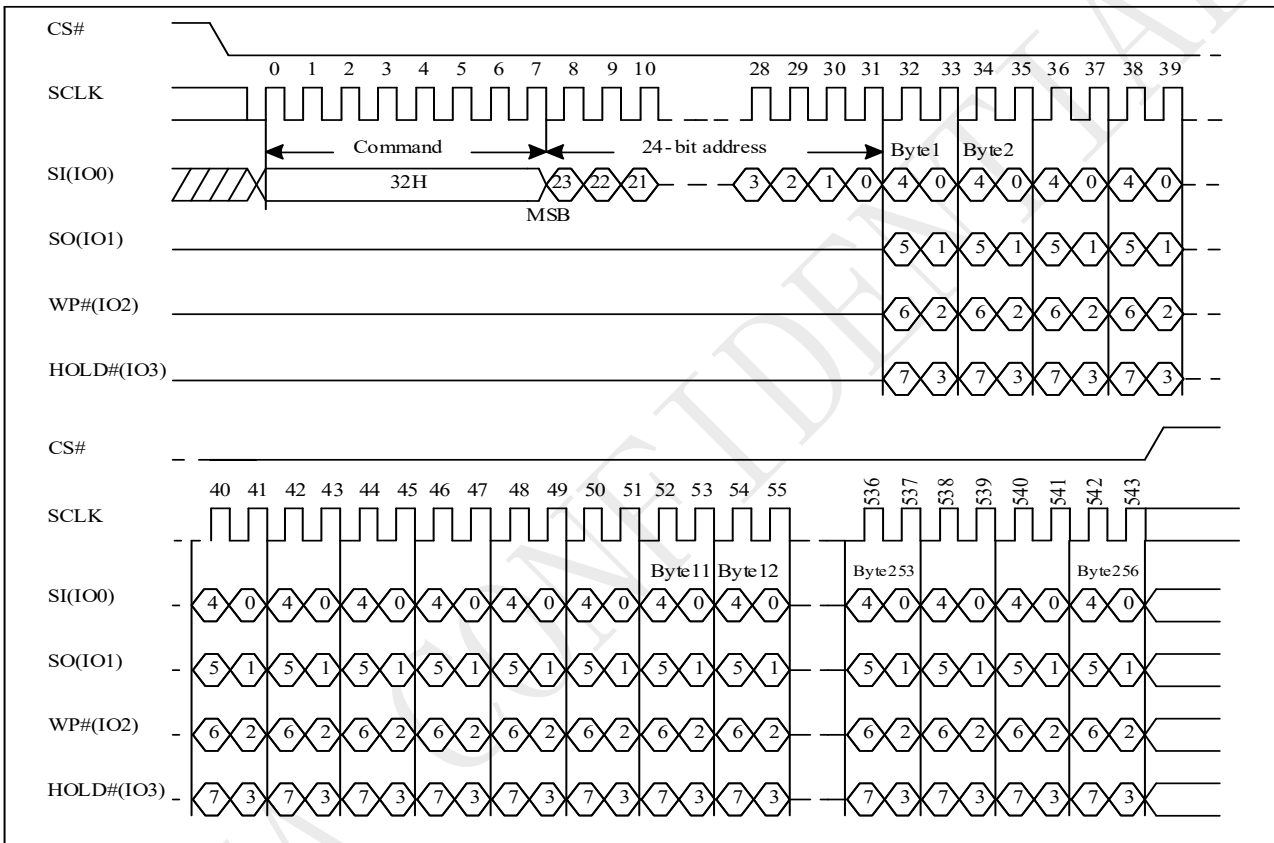 CS#
0 1 2 3 4 5 6 7 8 9 10 28 29 30 31 32 33 34 35 36 37 38 39
SCLK
Command 24-bit address Byte1 Byte2
SI(IO0) 32H 23 22 21 3 2 1 0 4 0 4 0 4 0 4 0
MSB
SO(IO1) 5 1 5 1 5 1 5 1
WP#(IO2) 6 2 6 2 6 2 6 2
HOLD#(IO3) 7 3 7 3 7 3 7 3
CS#
40 41 42 43 44 45 46 47 48 49 50 51 52 53 54 55 536 537 538 539 540 541 542 543
SCLK
Byte11 Byte12 Byte253 Byte256
SI(IO0) 4 0 4 0 4 0 4 0 4 0 4 0 4 0 4 0 4 0 4 0 4 0 4 0
SO(IO1) 5 1 5 1 5 1 5 1 5 1 5 1 5 1 5 1 5 1 5 1 5 1 5 1
WP#(IO2) 6 2 6 2 6 2 6 2 6 2 6 2 6 2 6 2 6 2 6 2 6 2 6 2
HOLD#(IO3) 7 3 7 3 7 3 7 3 7 3 7 3 7 3 7 3 7 3 7 3 7 3 7 3
CONFIDENTIAL